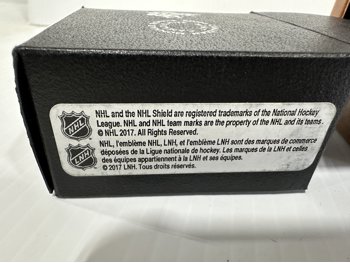 NHL
NHL and the NHL Shield are registered trademarks of the National Hockey
League. NHL and NHL team marks are the property of the NHL and its teams.
© NHL 2017. All Rights Reserved.
LNH
NHL, l'emblème NHL, LNH, et l'emblème LNH sont des marques de commerce
déposées de la Ligue nationale de hockey. Les marques de la LNH et celles
des équipes appartiennent à la LNH et ses équipes.
© 2017 LNH. Tous droits réservés.